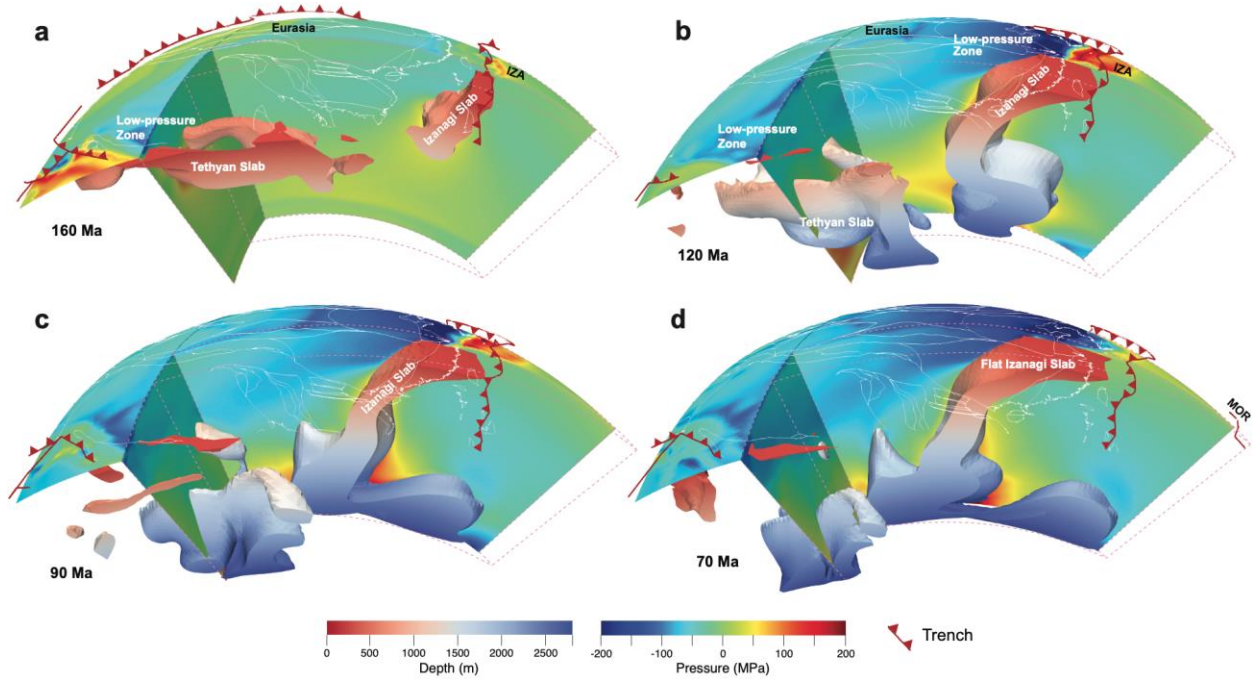 a
Eurasia
IZA
Low-pressure
Zone
Izanagi Slab
Tethyan Slab
160 Ma
b
Eurasia
Low-pressure
Zone
IZA
Izanagi Slab
Low-pressure
Zone
Tethyan Slab
120 Ma
c
Izanagi Slab
90 Ma
d
Flat Izanagi Slab
MOR
70 Ma
0 500 1000 1500 2000 2500
Depth (m)
-200 -100 0 100 200
Pressure (MPa)
Trench